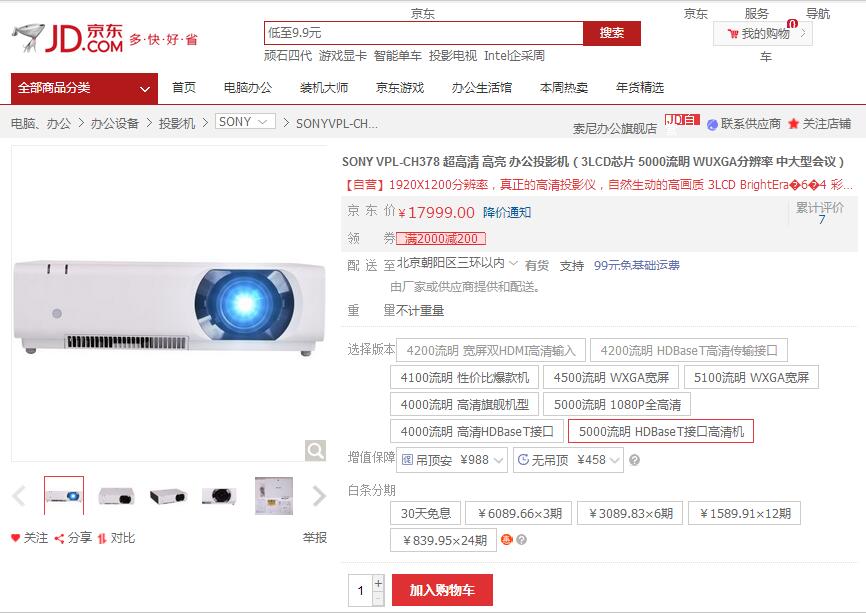 京东
京东 服务 导航
JD 京东 .COM 多·快·好·省
低至9.9元 搜索
0
我的购物车
顽石四代 游戏显卡 智能单车 投影电视 Intel企采周
全部商品分类 首页 电脑办公 装机大师 京东游戏 办公生活馆 本周热卖 年货精选
电脑、办公 > 办公设备 > 投影机 > SONY > SONYVPL-CH...
索尼办公旗舰店 JD自 联系供应商 关注店铺
SONY VPL-CH378 超高清 高亮 办公投影机（3LCD芯片 5000流明 WUXGA分辨率 中大型会议）
【自营】1920X1200分辨率，真正的高清投影仪，自然生动的高画质 3LCD BrightEra�6�4 彩...
京 东 价 ¥17999.00 降价通知
累计评价
7
领 券 满2000减200
配 送 至 北京朝阳区三环以内 有货 支持 99元免基础运费
由厂家或供应商提供和配送。
重 量 不计重量
选择版本 4200流明 宽屏双HDMI高清输入 4200流明 HDBaseT高清传输接口
4100流明 性价比爆款机 4500流明 WXGA宽屏 5100流明 WXGA宽屏
4000流明 高清旗舰机型 5000流明 1080P全高清
4000流明 高清HDBaseT接口 5000流明 HDBaseT接口高清机
增值保障 吊顶安 ¥988 无吊顶 ¥458 ?
白条分期
30天免息 ¥6089.66×3期 ¥3089.83×6期 ¥1589.91×12期
¥839.95×24期 惠 ?
关注 分享 对比 举报
1 + - 加入购物车